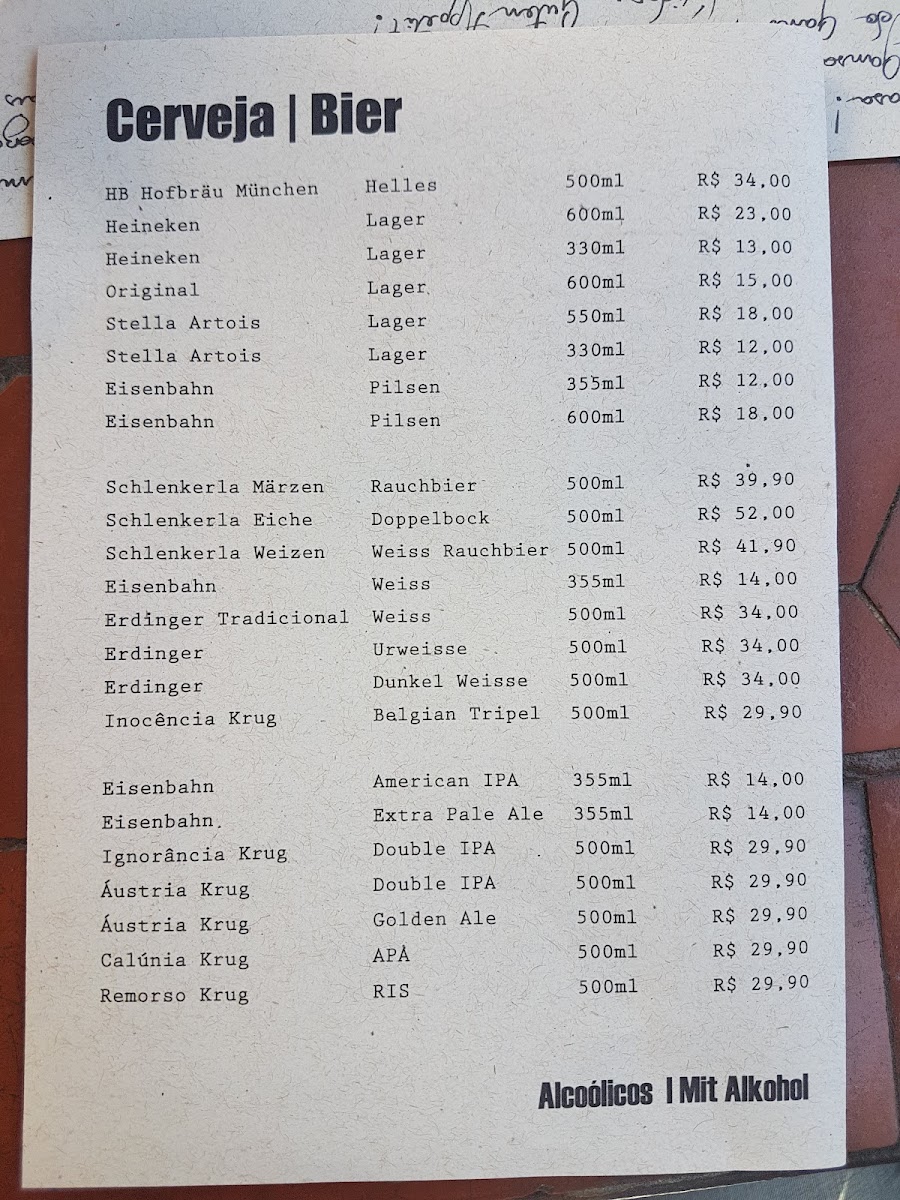 Guten Appetit!
Cerveja | Bier
HB Hofbräu München Helles 500ml R$ 34,00
Heineken Lager 600ml R$ 23,00
Heineken Lager 330ml R$ 13,00
Original Lager 600ml R$ 15,00
Stella Artois Lager 550ml R$ 18,00
Stella Artois Lager 330ml R$ 12,00
Eisenbahn Pilsen 355ml R$ 12,00
Eisenbahn Pilsen 600ml R$ 18,00
Schlenkerla Märzen Rauchbier 500ml R$ 39,90
Schlenkerla Eiche Doppelbock 500ml R$ 52,00
Schlenkerla Weizen Weiss Rauchbier 500ml R$ 41,90
Eisenbahn Weiss 355ml R$ 14,00
Erdinger Tradicional Weiss 500ml R$ 34,00
Erdinger Urweisse 500ml R$ 34,00
Erdinger Dunkel Weisse 500ml R$ 34,00
Inocência Krug Belgian Tripel 500ml R$ 29,90
Eisenbahn American IPA 355ml R$ 14,00
Eisenbahn Extra Pale Ale 355ml R$ 14,00
Ignorância Krug Double IPA 500ml R$ 29,90
Áustria Krug Double IPA 500ml R$ 29,90
Áustria Krug Golden Ale 500ml R$ 29,90
Calúnia Krug APA 500ml R$ 29,90
Remorso Krug RIS 500ml R$ 29,90
Alcoólicos | Mit Alkohol